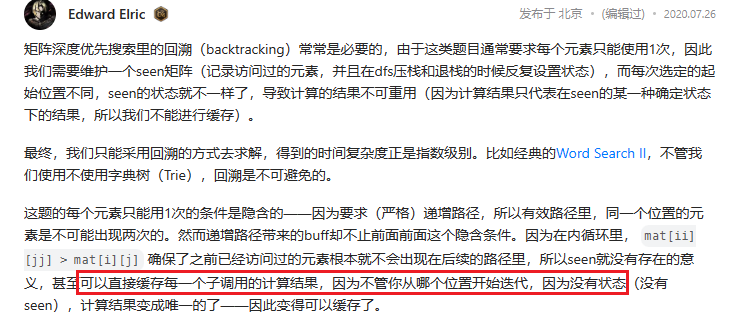 Edward Elric
发布于 北京 · (编辑过) · 2020.07.26
矩阵深度优先搜索里的回溯（backtracking）常常是必要的，由于这类题目通常要求每个元素只能使用1次，因此
我们需要维护一个seen矩阵（记录访问过的元素，并且在dfs压栈和退栈的时候反复设置状态），而每次选定的起
始位置不同，seen的状态就不一样了，导致计算的结果不可重用（因为计算结果只代表在seen的某一种确定状态
下的结果，所以我们不能进行缓存）。
最终，我们只能采用回溯的方式去求解，得到的时间复杂度正是指数级别。比如经典的Word Search II，不管我
们使用不使用字典树（Trie），回溯是不可避免的。
这题的每个元素只能用1次的条件是隐含的——因为要求（严格）递增路径，所以有效路径里，同一个位置的元
素是不可能出现两次的。然而递增路径带来的buff却不止前面前面这个隐含条件。因为在内循环里， mat[ii]
[jj] > mat[i][j] 确保了之前已经访问过的元素根本就不会出现在后续的路径里，所以seen就没有存在的意
义，甚至可以直接缓存每一个子调用的计算结果，因为不管你从哪个位置开始迭代，因为没有状态（没有
seen），计算结果变成唯一的了——因此变得可以缓存了。